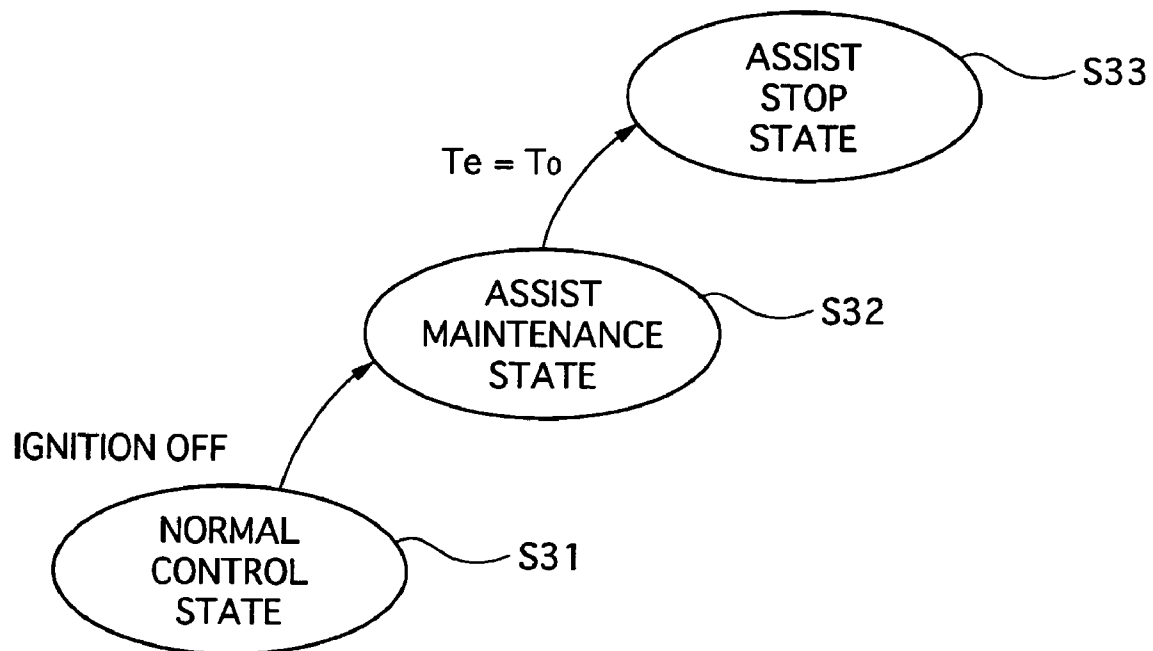 ASSIST
STOP
STATE
S33
Te = To
ASSIST
MAINTENANCE
STATE
S32
IGNITION OFF
NORMAL
CONTROL
STATE
S31